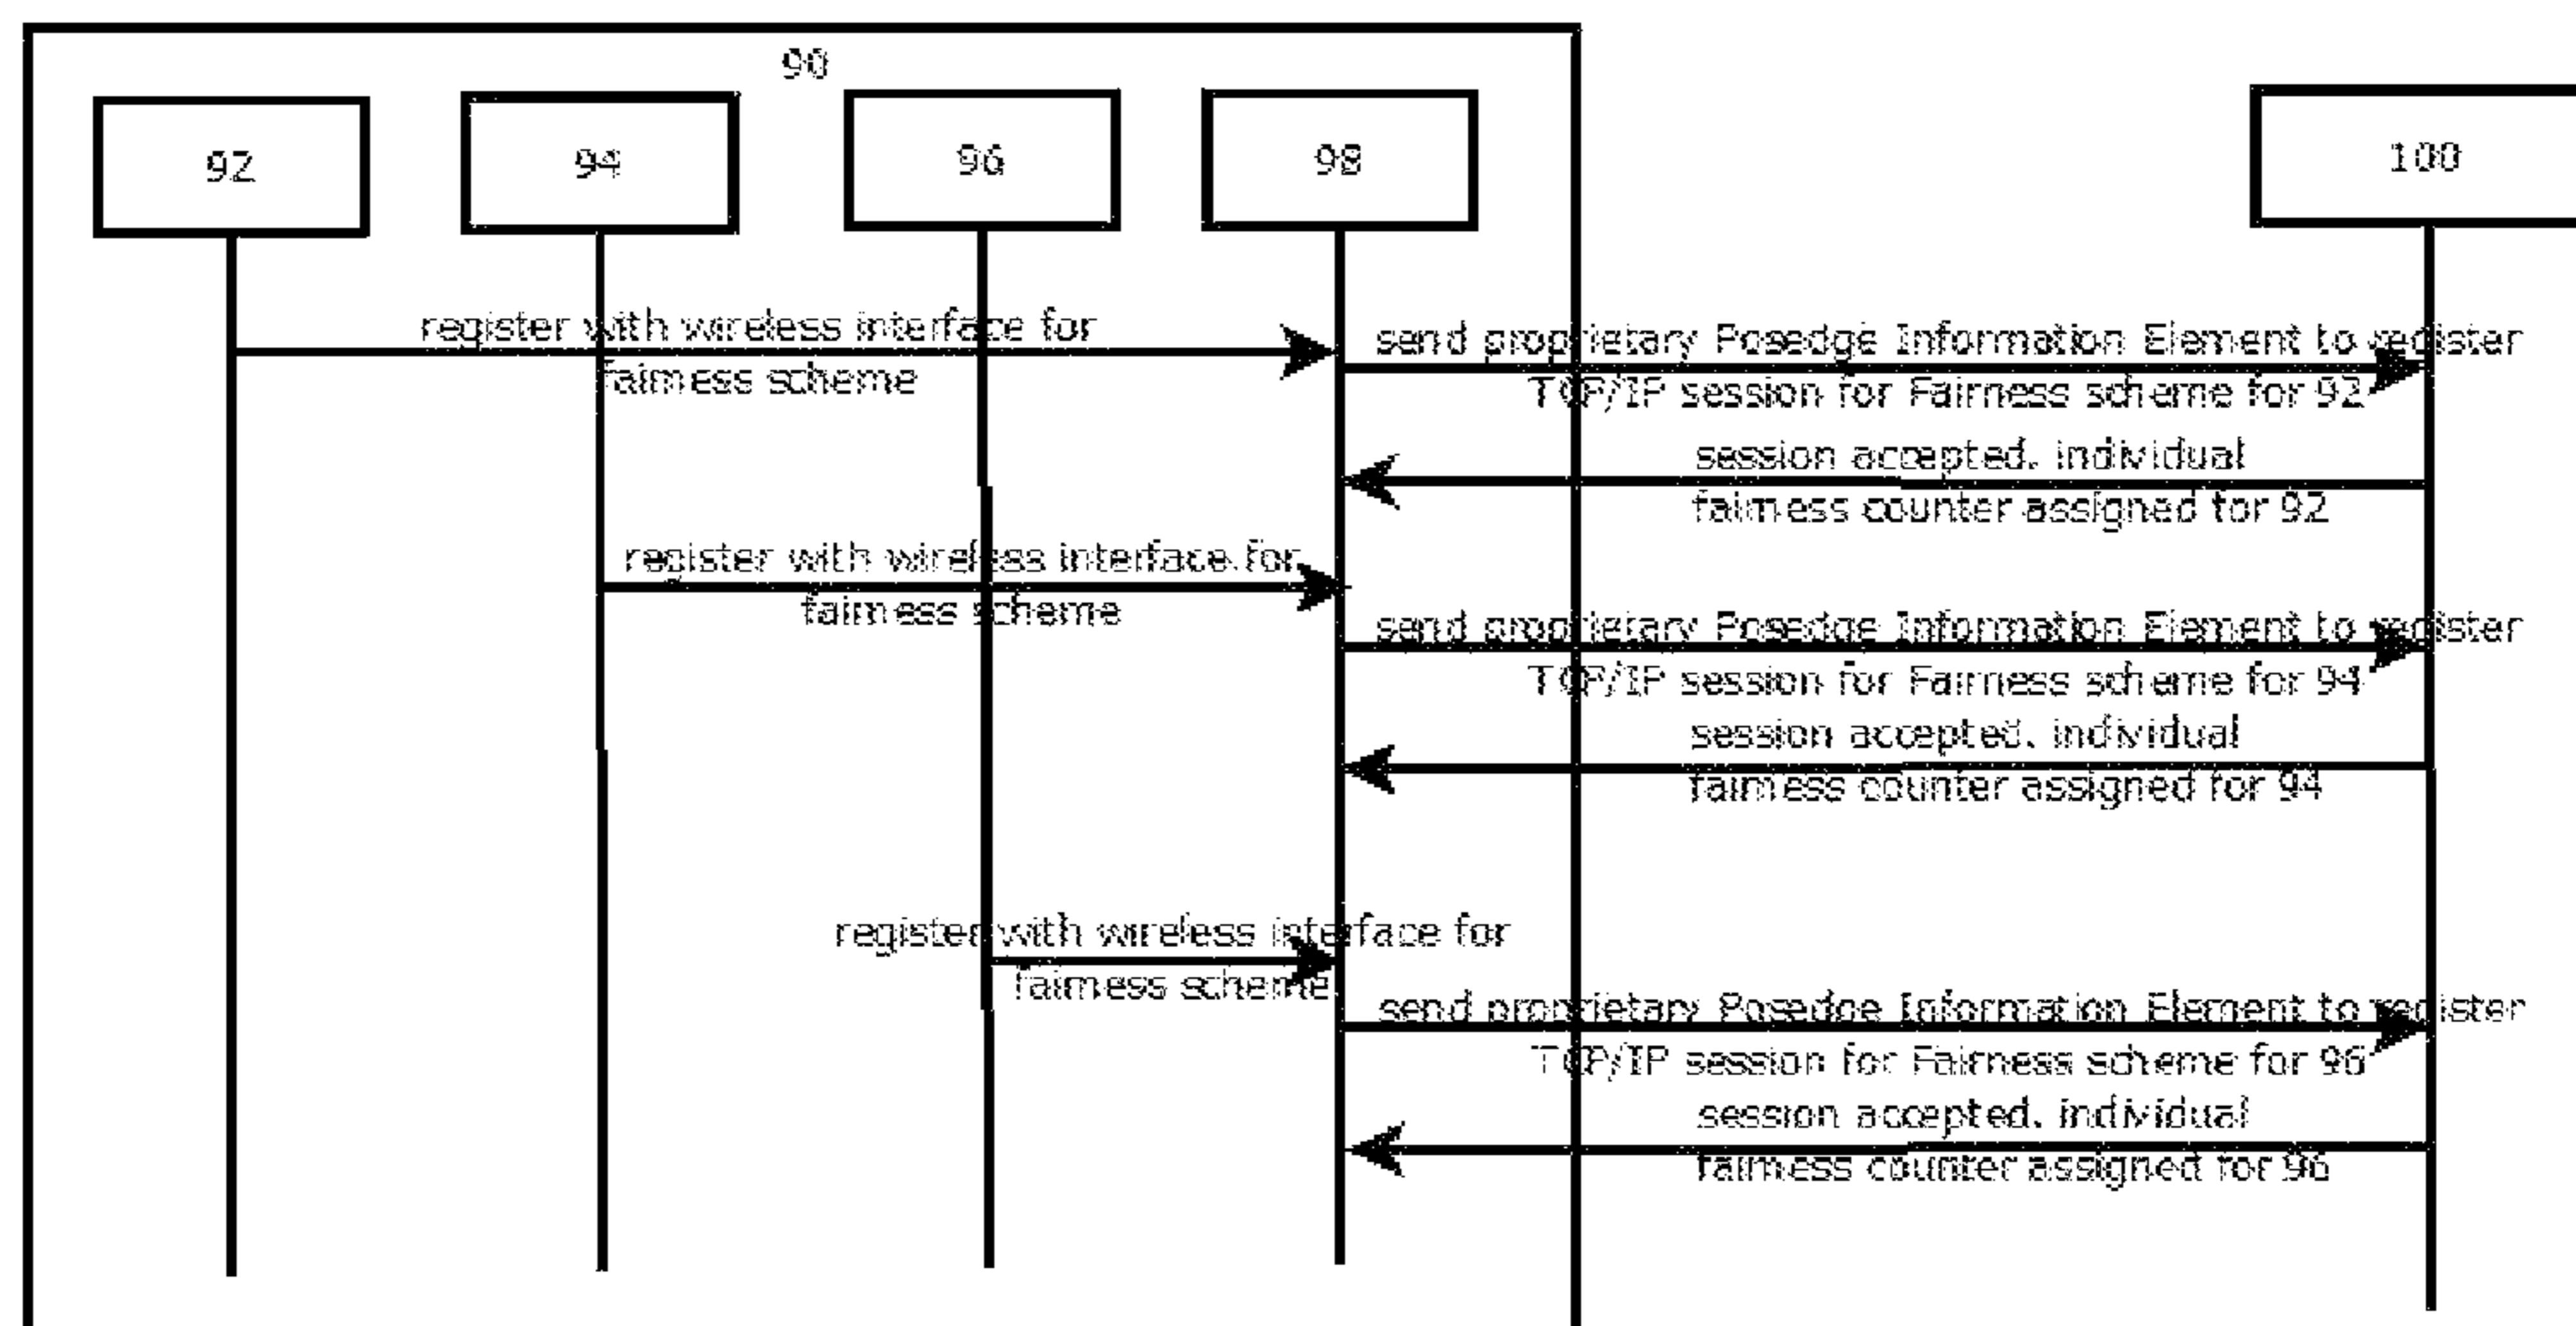 90
92
94
96
98
100
register with wireless interface for
fairness scheme
send proprietary Posedge Information Element to register
TCP/IP session for Fairness scheme for 92
session accepted, individual
fairness counter assigned for 92
register with wireless interface for
fairness scheme
send proprietary Posedge Information Element to register
TCP/IP session for Fairness scheme for 94
session accepted, individual
fairness counter assigned for 94
register with wireless interface for
fairness scheme
send proprietary Posedge Information Element to register
TCP/IP session for Fairness scheme for 96
session accepted, individual
fairness counter assigned for 96